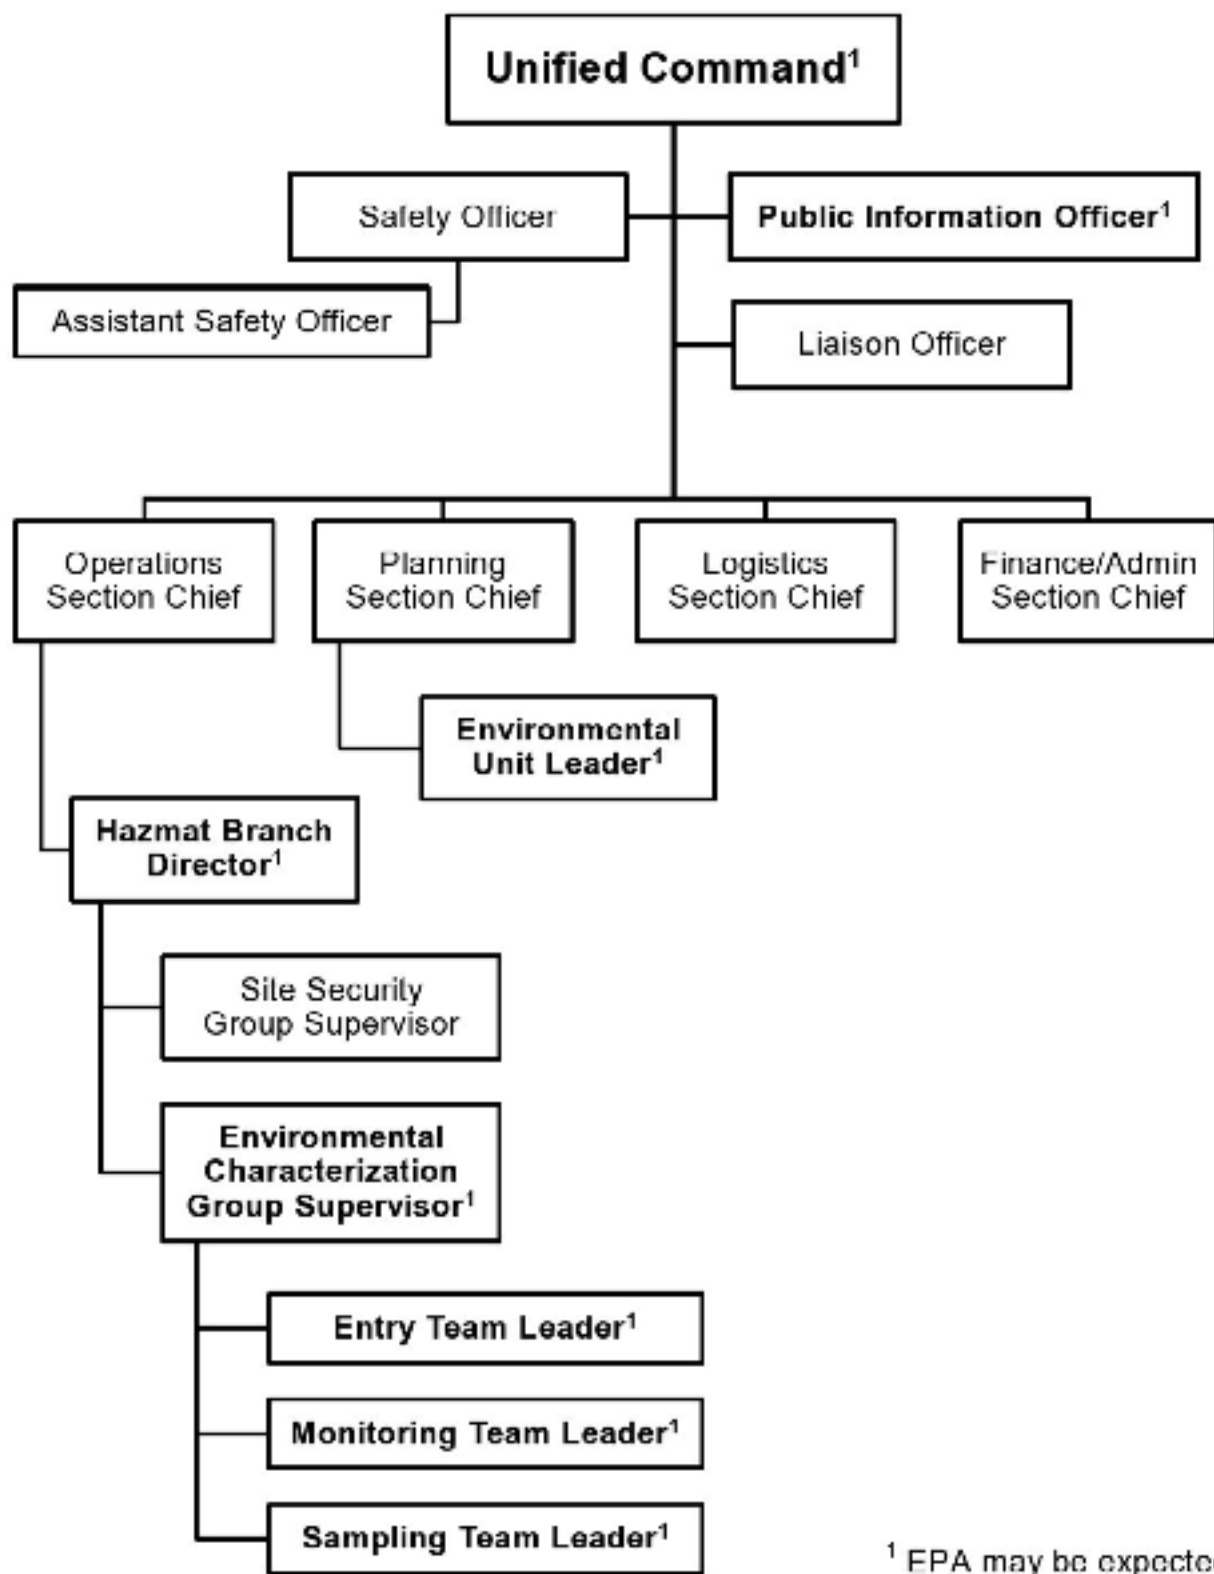 Unified Command¹
Safety Officer
Public Information Officer¹
Assistant Safety Officer
Liaison Officer
Operations
Section Chief
Planning
Section Chief
Logistics
Section Chief
Finance/Admin
Section Chief
Environmental
Unit Leader¹
Hazmat Branch
Director¹
Site Security
Group Supervisor
Environmental
Characterization
Group Supervisor¹
Entry Team Leader¹
Monitoring Team Leader¹
Sampling Team Leader¹
¹ EPA may be expected